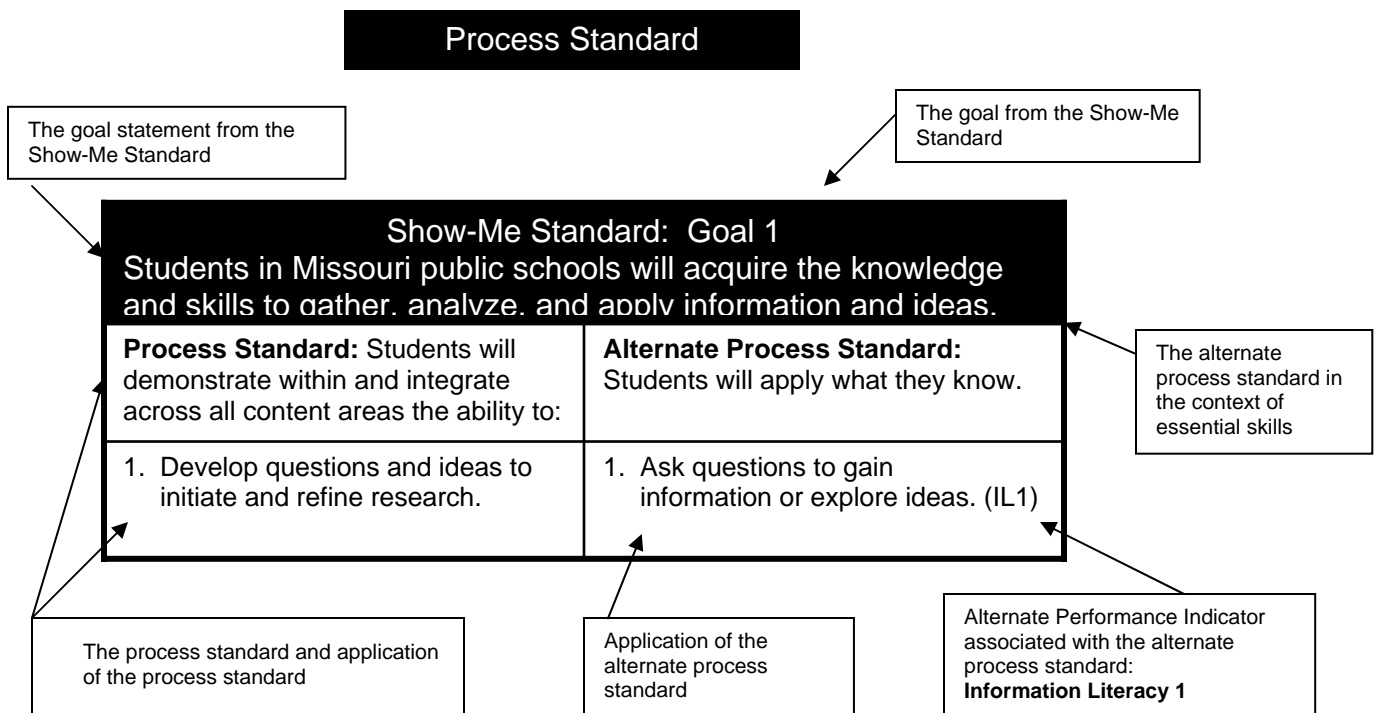 Process Standard
The goal statement from the
Show-Me Standard
The goal from the Show-Me
Standard
Show-Me Standard: Goal 1
Students in Missouri public schools will acquire the knowledge
and skills to gather, analyze, and apply information and ideas.
Process Standard: Students will
demonstrate within and integrate
across all content areas the ability to:
Alternate Process Standard:
Students will apply what they know.
The alternate
process standard in
the context of
essential skills
1. Develop questions and ideas to
initiate and refine research.
1. Ask questions to gain
information or explore ideas. (IL1)
The process standard and application
of the process standard
Application of the
alternate process
standard
Alternate Performance Indicator
associated with the alternate
process standard:
Information Literacy 1